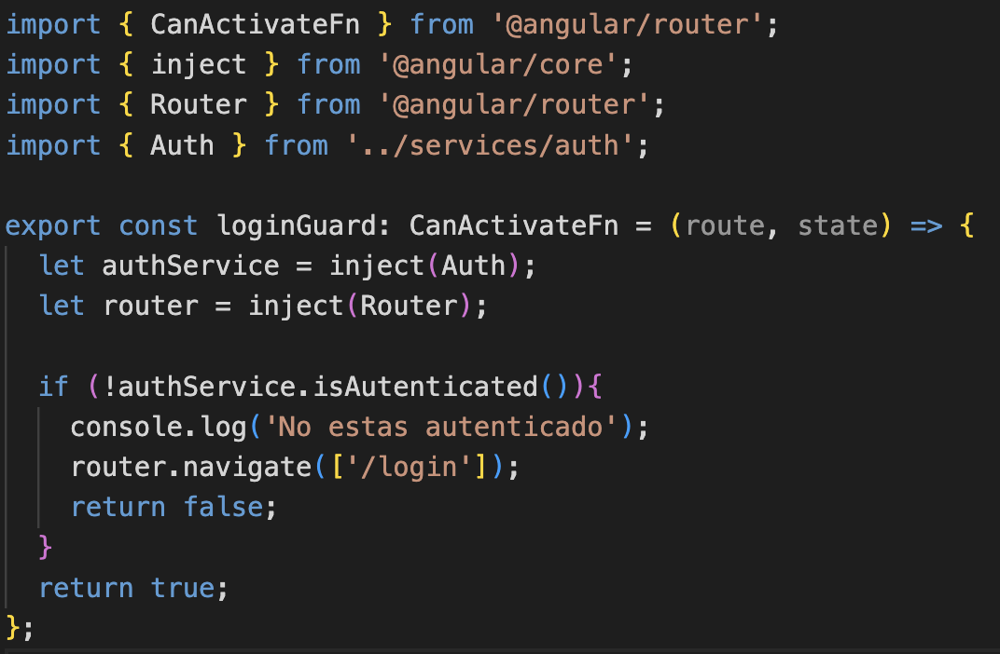 import { CanActivateFn } from '@angular/router';
import { inject } from '@angular/core';
import { Router } from '@angular/router';
import { Auth } from '../services/auth';

export const loginGuard: CanActivateFn = (route, state) => {
  let authService = inject(Auth);
  let router = inject(Router);

  if (!authService.isAutenticated()){
    console.log('No estas autenticado');
    router.navigate(['/login']);
    return false;
  }
  return true;
};